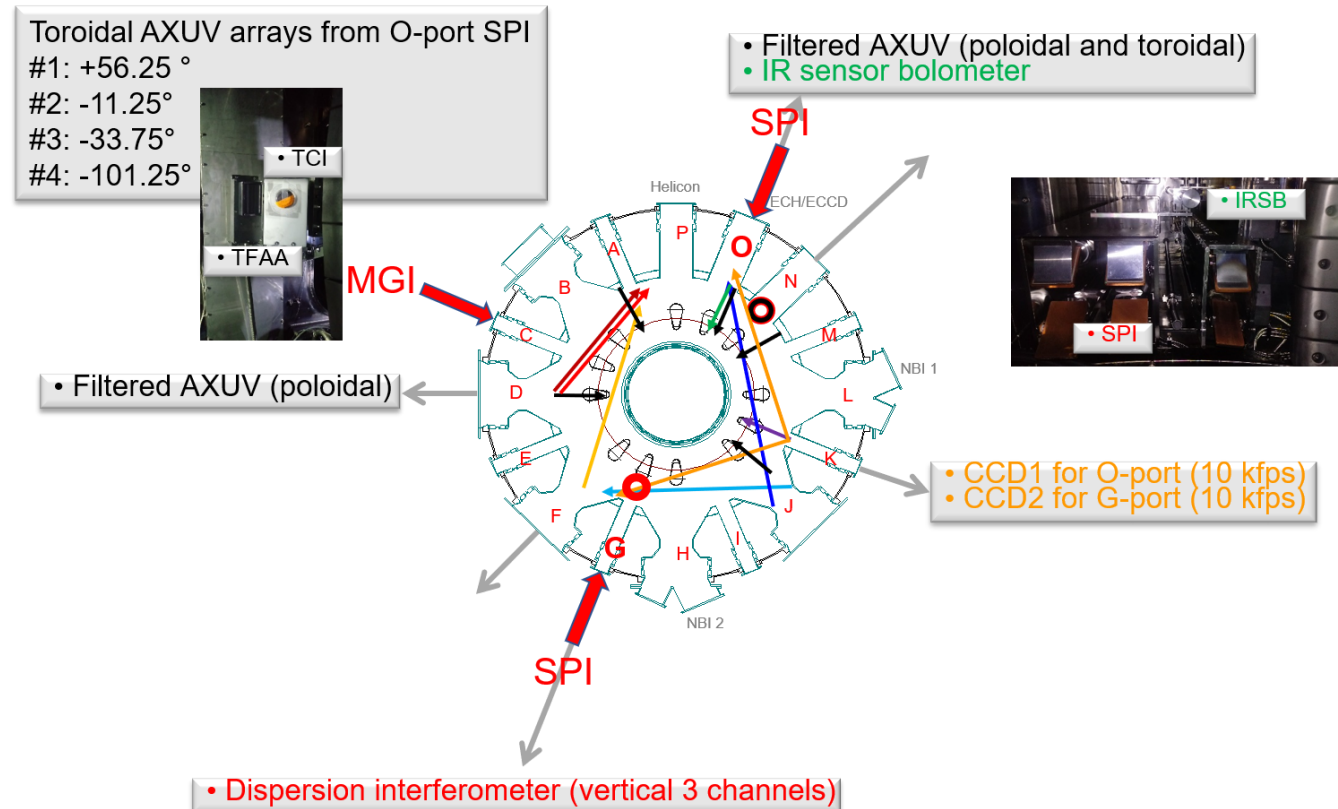 Toroidal AXUV arrays from O-port SPI
#1: +56.25 °
#2: -11.25°
#3: -33.75°
#4: -101.25°
• TCI
• TFAA
• Filtered AXUV (poloidal and toroidal)
• IR sensor bolometer
SPI
Helicon
ECH/ECCD
• IRSB
• SPI
MGI
A
P
O
N
B
C
M
D
L
NBI 1
E
K
F
J
G
H
I
NBI 2
SPI
• Filtered AXUV (poloidal)
• CCD1 for O-port (10 kfps)
• CCD2 for G-port (10 kfps)
• Dispersion interferometer (vertical 3 channels)